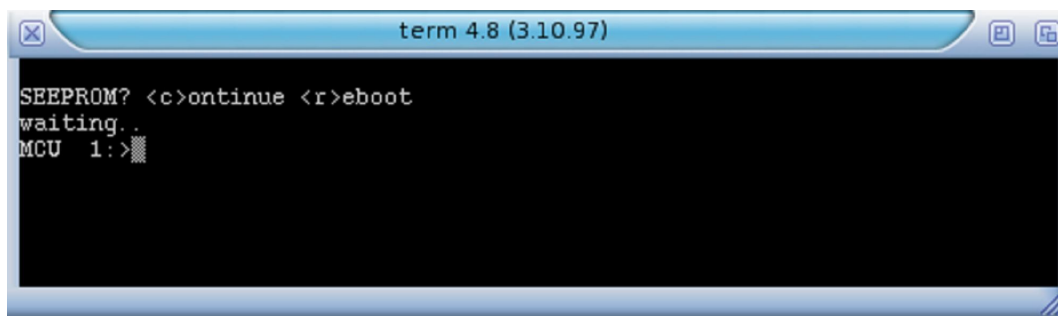 term 4.8 (3.10.97)
SEEPROM? <c>ontinue <r>eboot
waiting..
MCU  1:>